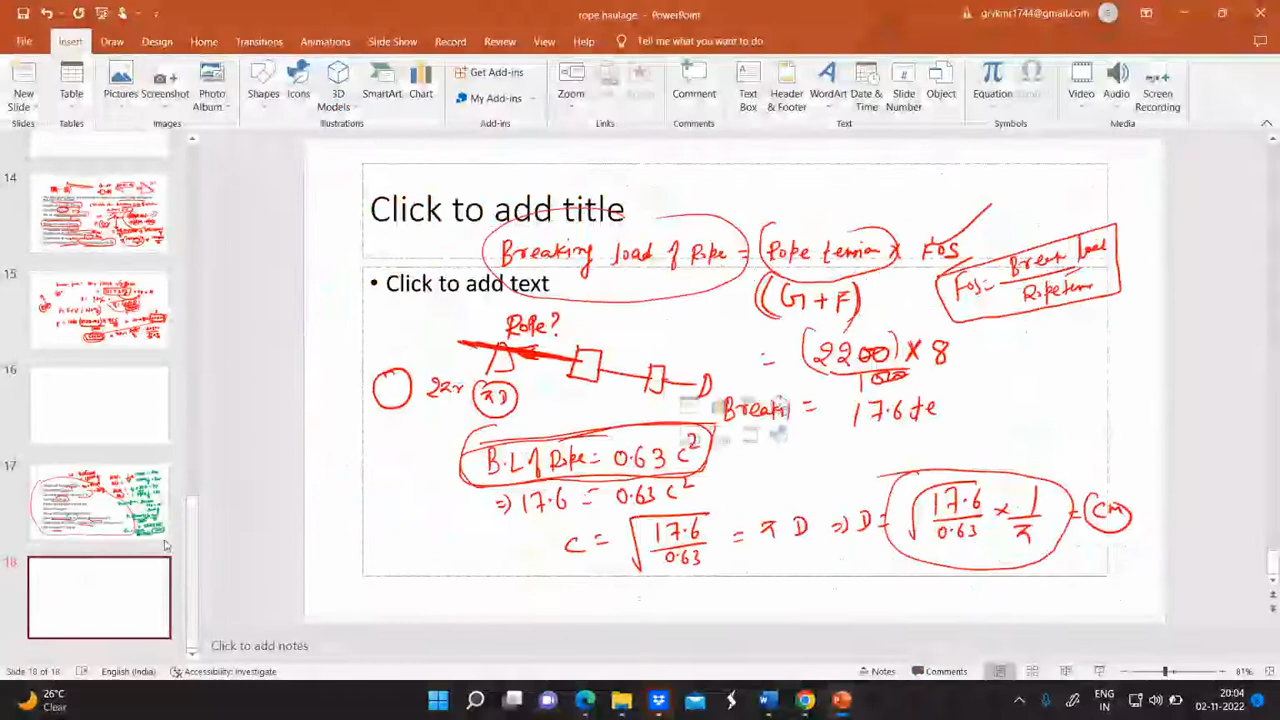 rope haulage - PowerPoint
grvkmr1744@gmail.com
File Insert Draw Design Home Transitions Animations Slide Show Record Review View Help Tell me what you want to do
New Slide
Table
Pictures
Screenshot
Photo Album
Shapes
Icons
3D Models
SmartArt
Chart
Get Add-ins
My Add-ins
Zoom
Comment
Text Box
Header & Footer
WordArt
Date & Time
Slide Number
Object
Equation
Video
Audio
Screen Recording
Slides Tables Images Illustrations Add-ins Links Comments Text Symbols Media
14
15
16
17
18
Click to add title
Breaking load of Rope = Rope tension × FOS
FOS = Break load
Rope tens
• Click to add text
(G + F)
Rope?
= (2200) × 8
1000
πD
D
Breaki = 17.6 te
B.L of Rope = 0.63 c²
⇒ 17.6 = 0.63 c²
c = √17.6/0.63 = π D ⇒ D = √17.6/0.63 × 1/π = cm
Click to add notes
Slide 18 of 18 English (India) Accessibility: Investigate Notes Comments 81%
26°C
Clear
ENG
IN
20:04
02-11-2022